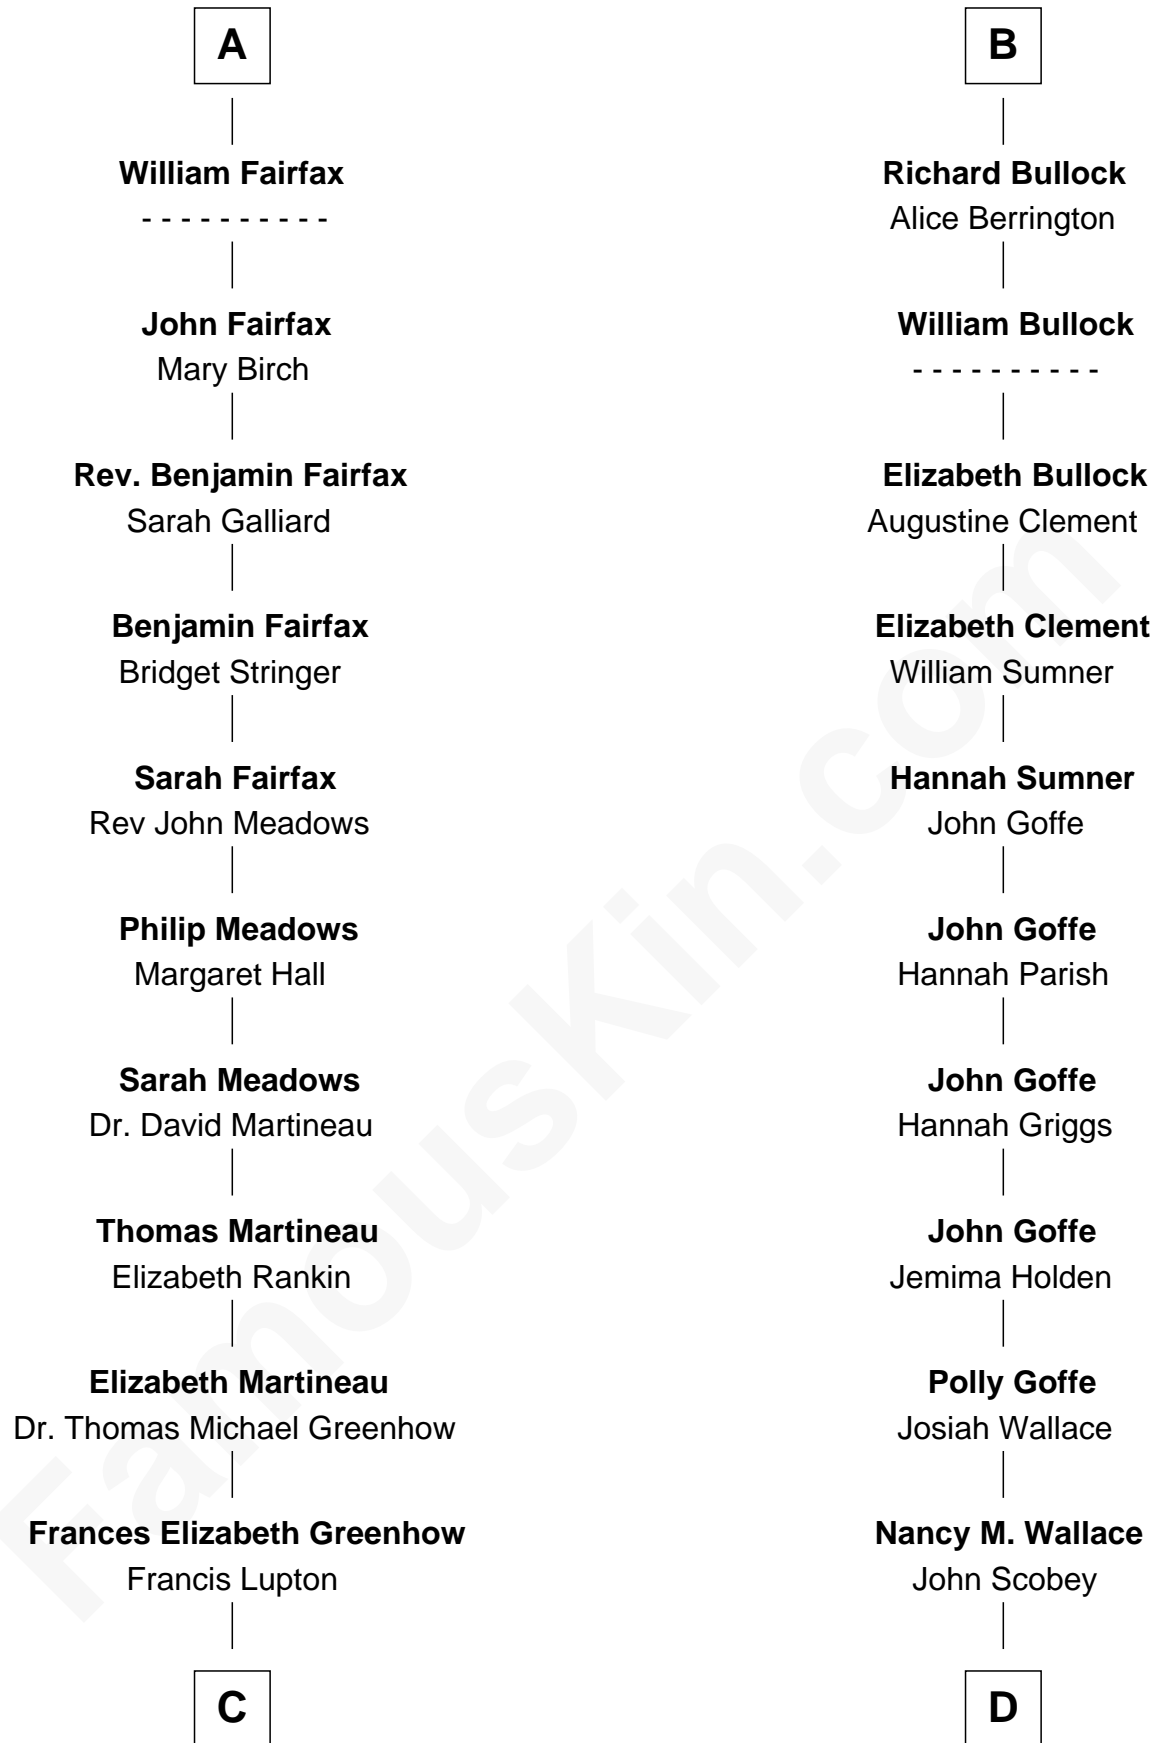 A
William Fairfax
- - - - - - - - - -
John Fairfax
Mary Birch
Rev. Benjamin Fairfax
Sarah Galliard
Benjamin Fairfax
Bridget Stringer
Sarah Fairfax
Rev John Meadows
Philip Meadows
Margaret Hall
Sarah Meadows
Dr. David Martineau
Thomas Martineau
Elizabeth Rankin
Elizabeth Martineau
Dr. Thomas Michael Greenhow
Frances Elizabeth Greenhow
Francis Lupton
C
B
Richard Bullock
Alice Berrington
William Bullock
- - - - - - - - - -
Elizabeth Bullock
Augustine Clement
Elizabeth Clement
William Sumner
Hannah Sumner
John Goffe
John Goffe
Hannah Parish
John Goffe
Hannah Griggs
John Goffe
Jemima Holden
Polly Goffe
Josiah Wallace
Nancy M. Wallace
John Scobey
D
FamousKin.com